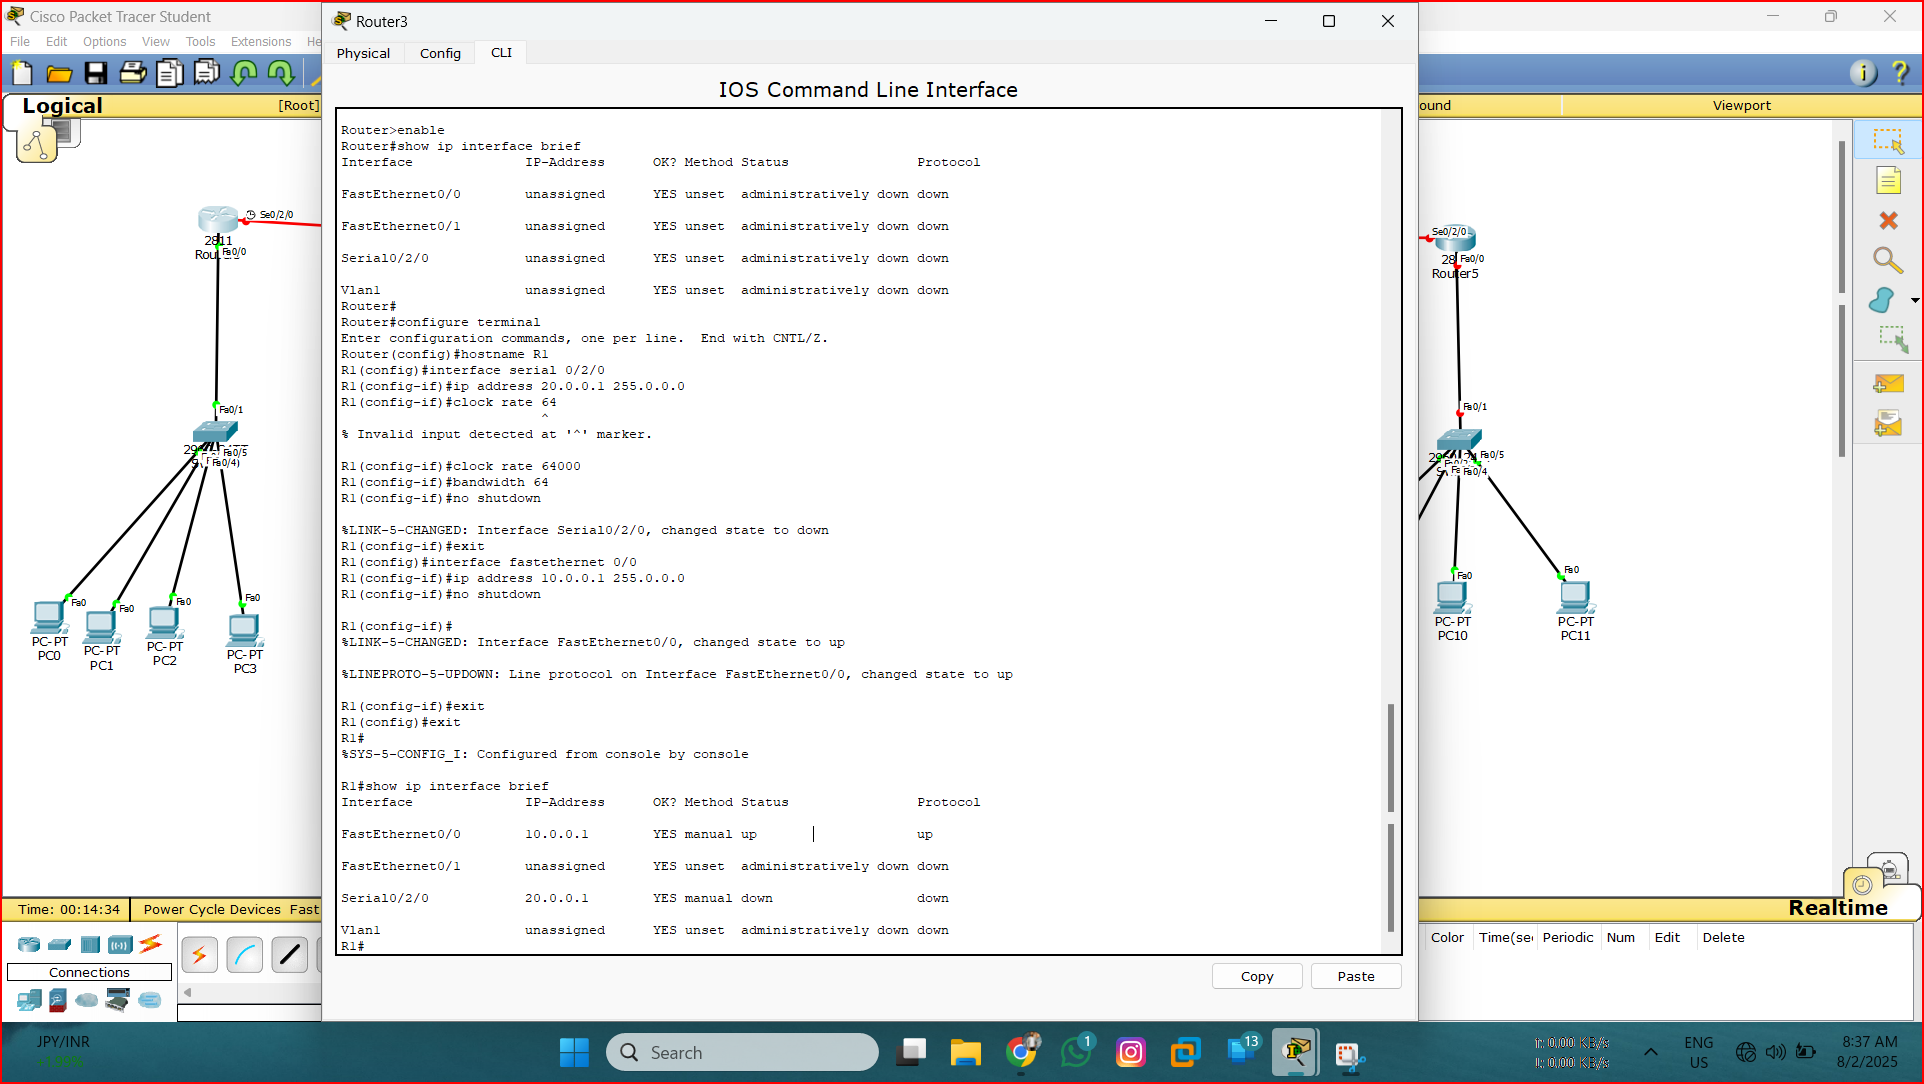 Cisco Packet Tracer Student
File Edit Options View Tools Extensions He
Logical
[Root]
Router3
Physical Config CLI
IOS Command Line Interface
Router>enable
Router#show ip interface brief
Interface IP-Address OK? Method Status Protocol
FastEthernet0/0 unassigned YES unset administratively down down
FastEthernet0/1 unassigned YES unset administratively down down
Serial0/2/0 unassigned YES unset administratively down down
Vlan1 unassigned YES unset administratively down down
Router#
Router#configure terminal
Enter configuration commands, one per line. End with CNTL/Z.
Router(config)#hostname R1
R1(config)#interface serial 0/2/0
R1(config-if)#ip address 20.0.0.1 255.0.0.0
R1(config-if)#clock rate 64
^
% Invalid input detected at '^' marker.
R1(config-if)#clock rate 64000
R1(config-if)#bandwidth 64
R1(config-if)#no shutdown
%LINK-5-CHANGED: Interface Serial0/2/0, changed state to down
R1(config-if)#exit
R1(config)#interface fastethernet 0/0
R1(config-if)#ip address 10.0.0.1 255.0.0.0
R1(config-if)#no shutdown
R1(config-if)#
%LINK-5-CHANGED: Interface FastEthernet0/0, changed state to up
%LINEPROTO-5-UPDOWN: Line protocol on Interface FastEthernet0/0, changed state to up
R1(config-if)#exit
R1(config)#exit
R1#
%SYS-5-CONFIG_I: Configured from console by console
R1#show ip interface brief
Interface IP-Address OK? Method Status Protocol
FastEthernet0/0 10.0.0.1 YES manual up up
FastEthernet0/1 unassigned YES unset administratively down down
Serial0/2/0 20.0.0.1 YES manual down down
Vlan1 unassigned YES unset administratively down down
R1#
Copy Paste
Se0/2/0
2811
Fa0/0
Fa0/1
Fa0/5
Fa0/4)
Fa0
Fa0
Fa0
Fa0
PC-PT
PC0
PC-PT
PC1
PC-PT
PC2
PC-PT
PC3
ound
Viewport
Se0/2/0
Fa0/0
Router5
Fa0/1
Fa0/5
Fa0/4
Fa0
Fa0
PC-PT
PC10
PC-PT
PC11
Time: 00:14:34 Power Cycle Devices Fast
Connections
Realtime
Color Time(sec Periodic Num Edit Delete
JPY/INR
+1.89%
Search
1
13
ENG
US
8:37 AM
8/2/2025